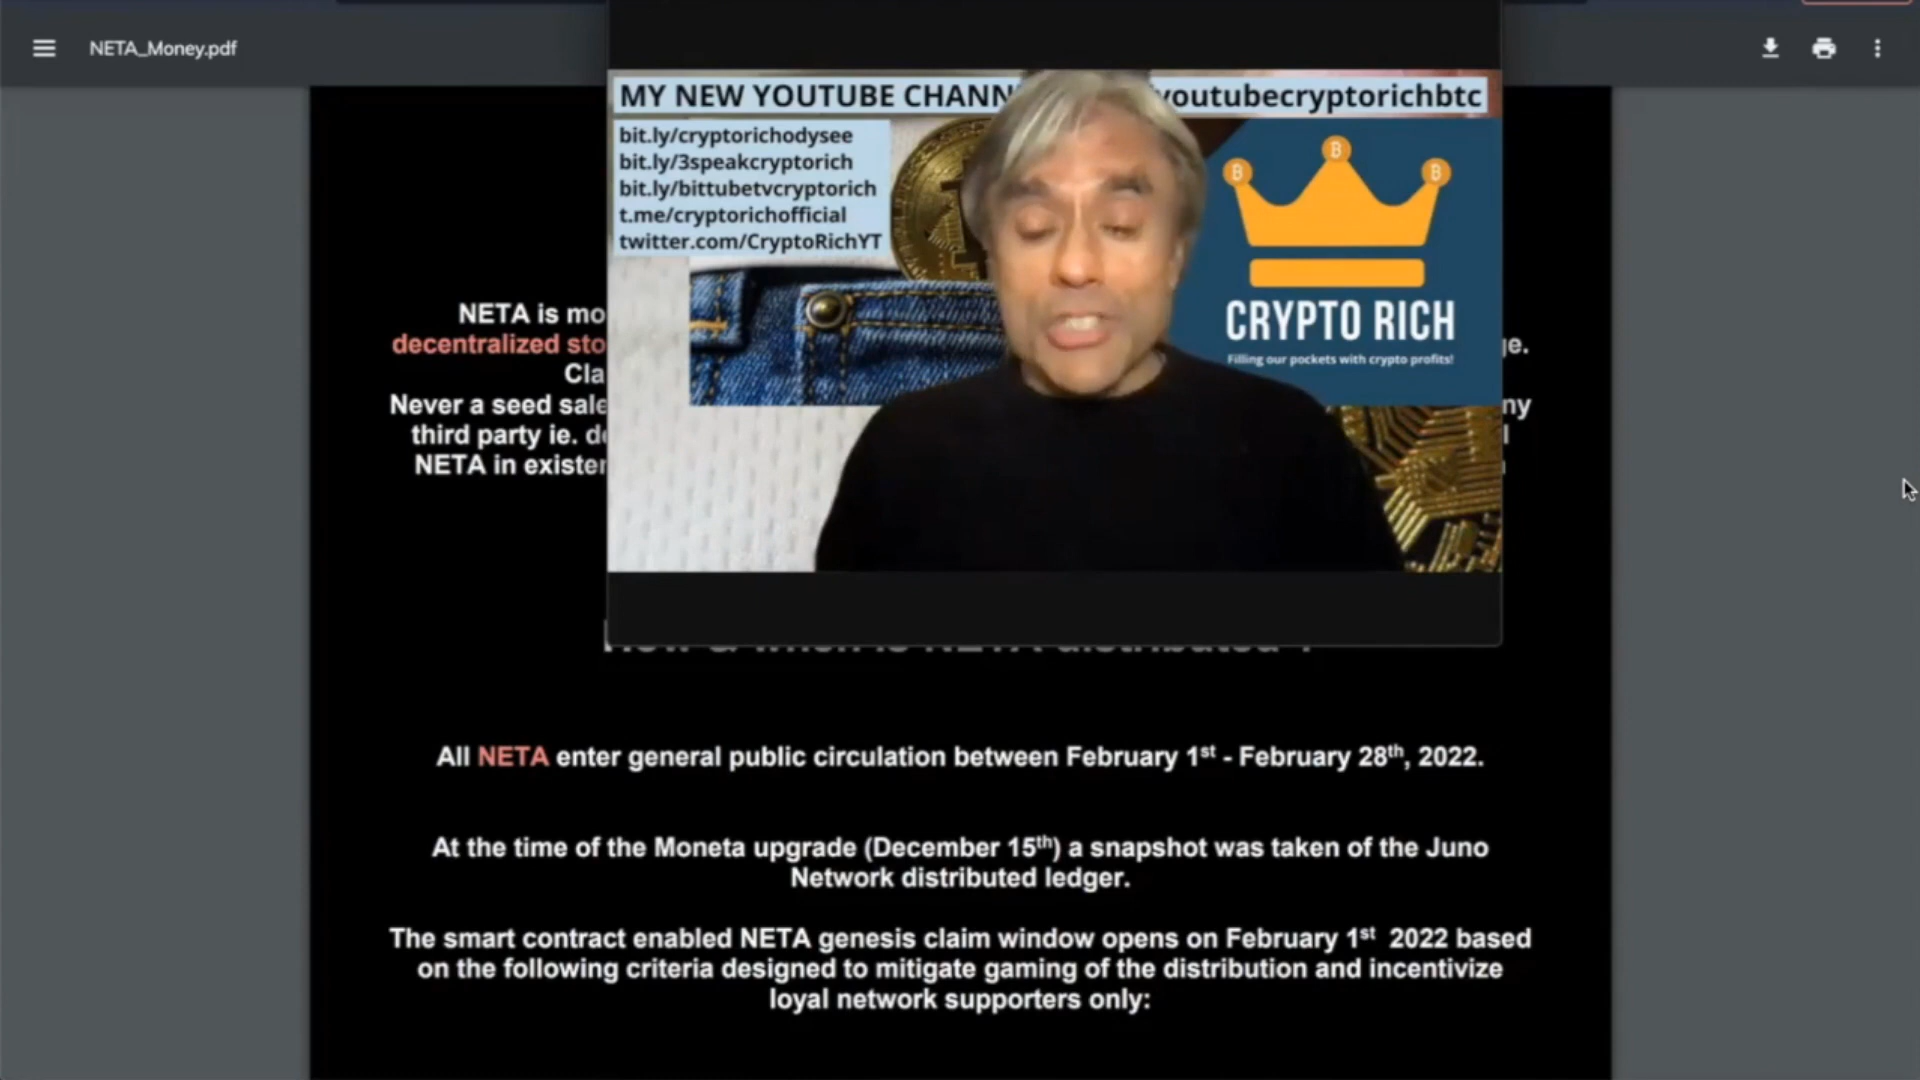 NETA_Money.pdf
MY NEW YOUTUBE CHANN
youtubecryptorichbtc
bit.ly/cryptorichodysee
bit.ly/3speakcryptorich
bit.ly/bittubetvcryptorich
t.me/cryptorichofficial
twitter.com/CryptoRichYT
CRYPTO RICH
Filling our pockets with crypto profits!
NETA is mo
decentralized sto
Cla
Never a seed sale
third party ie. de
NETA in existen
All NETA enter general public circulation between February 1st - February 28th, 2022.
At the time of the Moneta upgrade (December 15th) a snapshot was taken of the Juno
Network distributed ledger.
The smart contract enabled NETA genesis claim window opens on February 1st 2022 based
on the following criteria designed to mitigate gaming of the distribution and incentivize
loyal network supporters only: